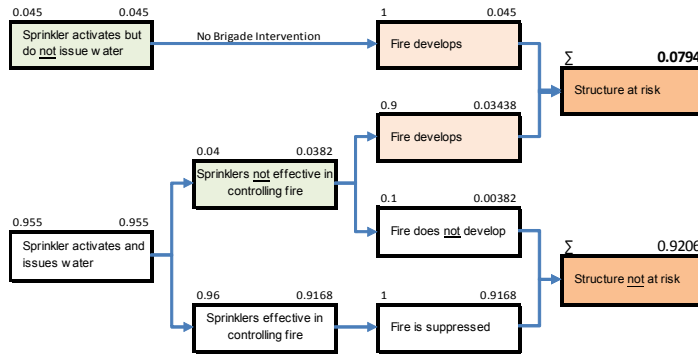 0.045 0.045
Sprinkler activates but
do not issue water
No Brigade Intervention
1 0.045
Fire develops
∑ 0.0794
Structure at risk
0.9 0.03438
Fire develops
0.04 0.0382
Sprinklers not effective in
controlling fire
0.1 0.00382
Fire does not develop
0.955 0.955
Sprinkler activates and
issues water
∑ 0.9206
Structure not at risk
0.96 0.9168
Sprinklers effective in
controlling fire
1 0.9168
Fire is suppressed